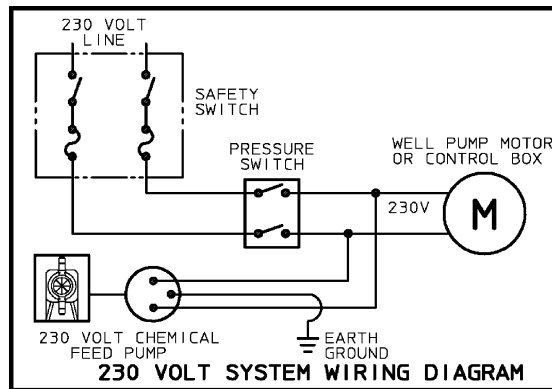 230 VOLT
LINE
SAFETY
SWITCH
PRESSURE
SWITCH
WELL PUMP MOTOR
OR CONTROL BOX
230V
M
230 VOLT CHEMICAL
FEED PUMP
EARTH
GROUND
230 VOLT SYSTEM WIRING DIAGRAM